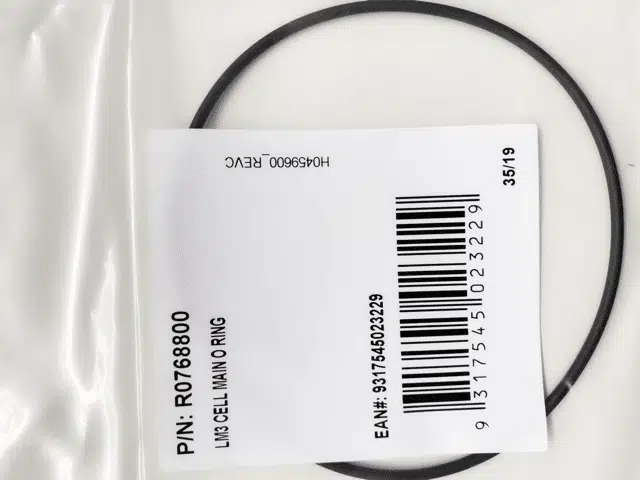 P/N: R0768800
LM3 CELL MAIN O RING
H0459600_REVC
EAN#: 9317545023229
9 317545 023229
35/19